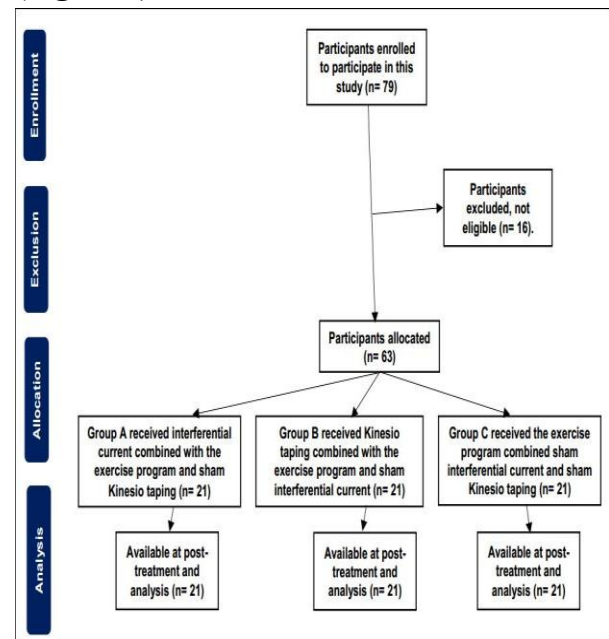 Enrollment
Participants enrolled
to participate in this
study (n= 79)
Exclusion
Participants
excluded, not
eligible (n= 16).
Allocation
Participants allocated
(n= 63)
Group A received interferential
current combined with the
exercise program and sham
Kinesio taping (n= 21)
Group B received Kinesio
taping combined with the
exercise program and sham
interferential current (n= 21)
Group C received the exercise
program combined sham
interferential current and sham
Kinesio taping (n= 21)
Analysis
Available at post-
treatment and
analysis (n= 21)
Available at post-
treatment and
analysis (n= 21)
Available at post-
treatment and
analysis (n= 21)